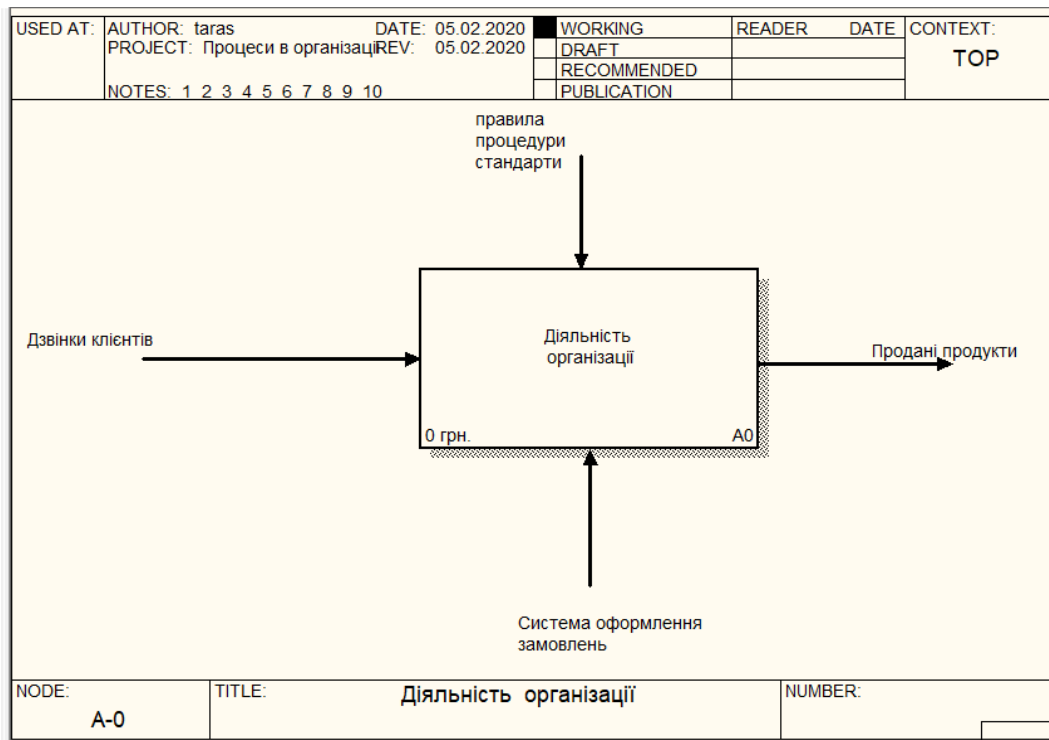 USED AT: AUTHOR: taras DATE: 05.02.2020 WORKING READER DATE CONTEXT:
PROJECT: Процеси в організації REV: 05.02.2020 DRAFT
TOP
RECOMMENDED
NOTES: 1 2 3 4 5 6 7 8 9 10 PUBLICATION
правила
процедури
стандарти
Дзвінки клієнтів
Діяльність
організації
Продані продукти
0 грн. A0
Система оформлення
замовлень
NODE: TITLE: Діяльність організації NUMBER:
A-0